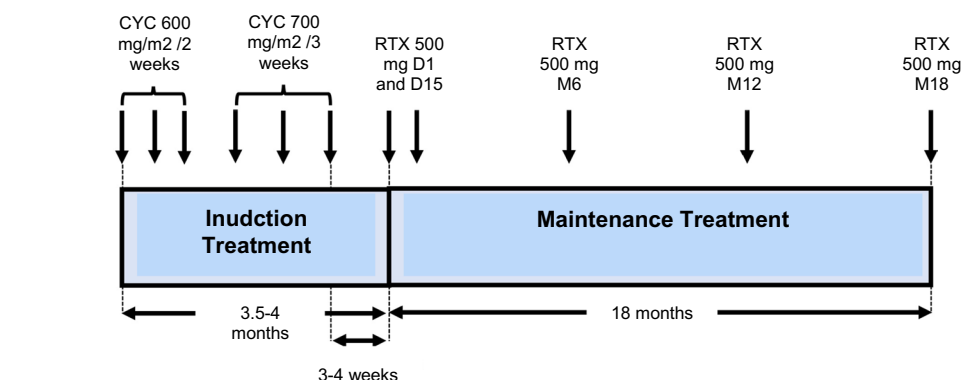 CYC 600
mg/m2 /2
weeks
CYC 700
mg/m2 /3
weeks
RTX 500
mg D1
and D15
RTX
500 mg
M6
RTX
500 mg
M12
RTX
500 mg
M18
Inudction
Treatment
Maintenance Treatment
3.5-4
months
18 months
3-4 weeks